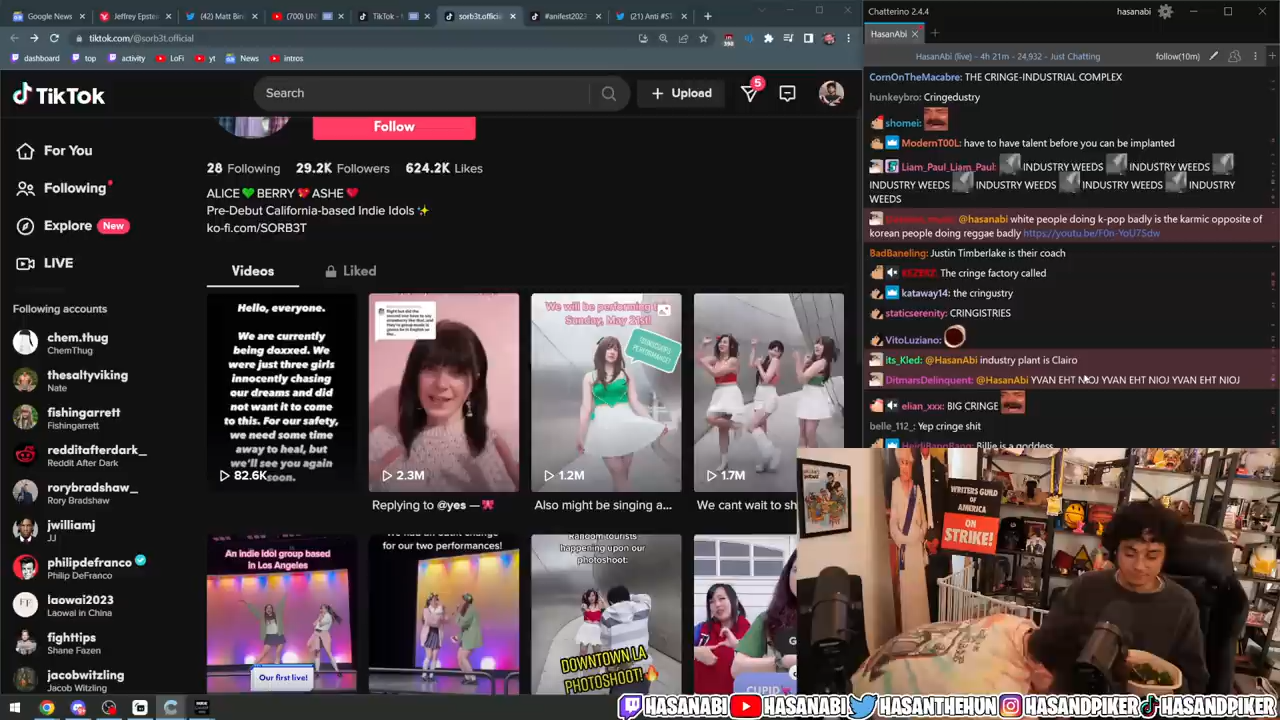 Google News
Jeffrey Epste
(42) Matt Bin
(700) UN
TikTok -
sorb3t.officia
#anifest2023
(21) Anti #ST
tiktok.com/@sorb3t.official
dashboard
top
activity
LoFi
yt
News
intros
TikTok
Search
Upload
5
For You
Following
Explore
New
LIVE
Following accounts
chem.thug
ChemThug
thesaltyviking
Nate
fishingarrett
Fishingarrett
redditafterdark_
Reddit After Dark
rorybradshaw_
Rory Bradshaw
jwilliamj
JJ
philipdefranco
Philip DeFranco
laowai2023
Laowai in China
fighttips
Shane Fazen
jacobwitzling
Jacob Witzling
Follow
28 Following 29.2K Followers 624.2K Likes
ALICE💚BERRY💖ASHE❤️
Pre-Debut California-based Indie Idols ✨
ko-fi.com/SORB3T
Videos
Liked
Hello, everyone.
We are currently
being doxxed. We
were just three girls
innocently chasing
our dreams and did
not want it to come
to this. For our safety,
we need some time
away to heal, but
we'll see you again
soon.
82.6K
2.3M
Replying to @yes —🎀
We will be performing
Sunday, May 21st!
1.2M
Also might be singing a...
1.7M
We cant wait to sh
An indie idol group based
in Los Angeles
Our first live!
for our two performances!
Random tourists
happening upon our
photoshoot:
DOWNTOWN LA
PHOTOSHOOT!
CUPID
Chatterino 2.4.4
hasanabi
HasanAbi
HasanAbi (live) - 4h 21m - 24,932 - Just Chatting
follow(10m)
CornOnTheMacabre: THE CRINGE-INDUSTRIAL COMPLEX
hunkeybro: Cringedustry
shomei:
ModernT00L: have to have talent before you can be implanted
Liam_Paul_Liam_Paul: INDUSTRY WEEDS INDUSTRY WEEDS
INDUSTRY WEEDS INDUSTRY WEEDS INDUSTRY WEEDS INDUSTRY
WEEDS
@hasanabi white people doing k-pop badly is the karmic opposite of
korean people doing reggae badly https://youtu.be/F0n-YoU7Sdw
BadBaneling: Justin Timberlake is their coach
The cringe factory called
kataway14: the cringustry
staticserenity: CRINGISTRIES
VitoLuziano:
its_Kled: @HasanAbi industry plant is Clairo
DitmarsDelinquent: @HasanAbi YVAN EHT NIOJ YVAN EHT NIOJ YVAN EHT NIOJ
elian_xxx: BIG CRINGE
belle_112_: Yep cringe shit
HeidiBangBang: Billie is a goddess
WRITERS GUILD
OF
AMERICA
ON
STRIKE!
HASANABI HASANABI HASANTHEHUN HASANDPIKER HASANDPIKER